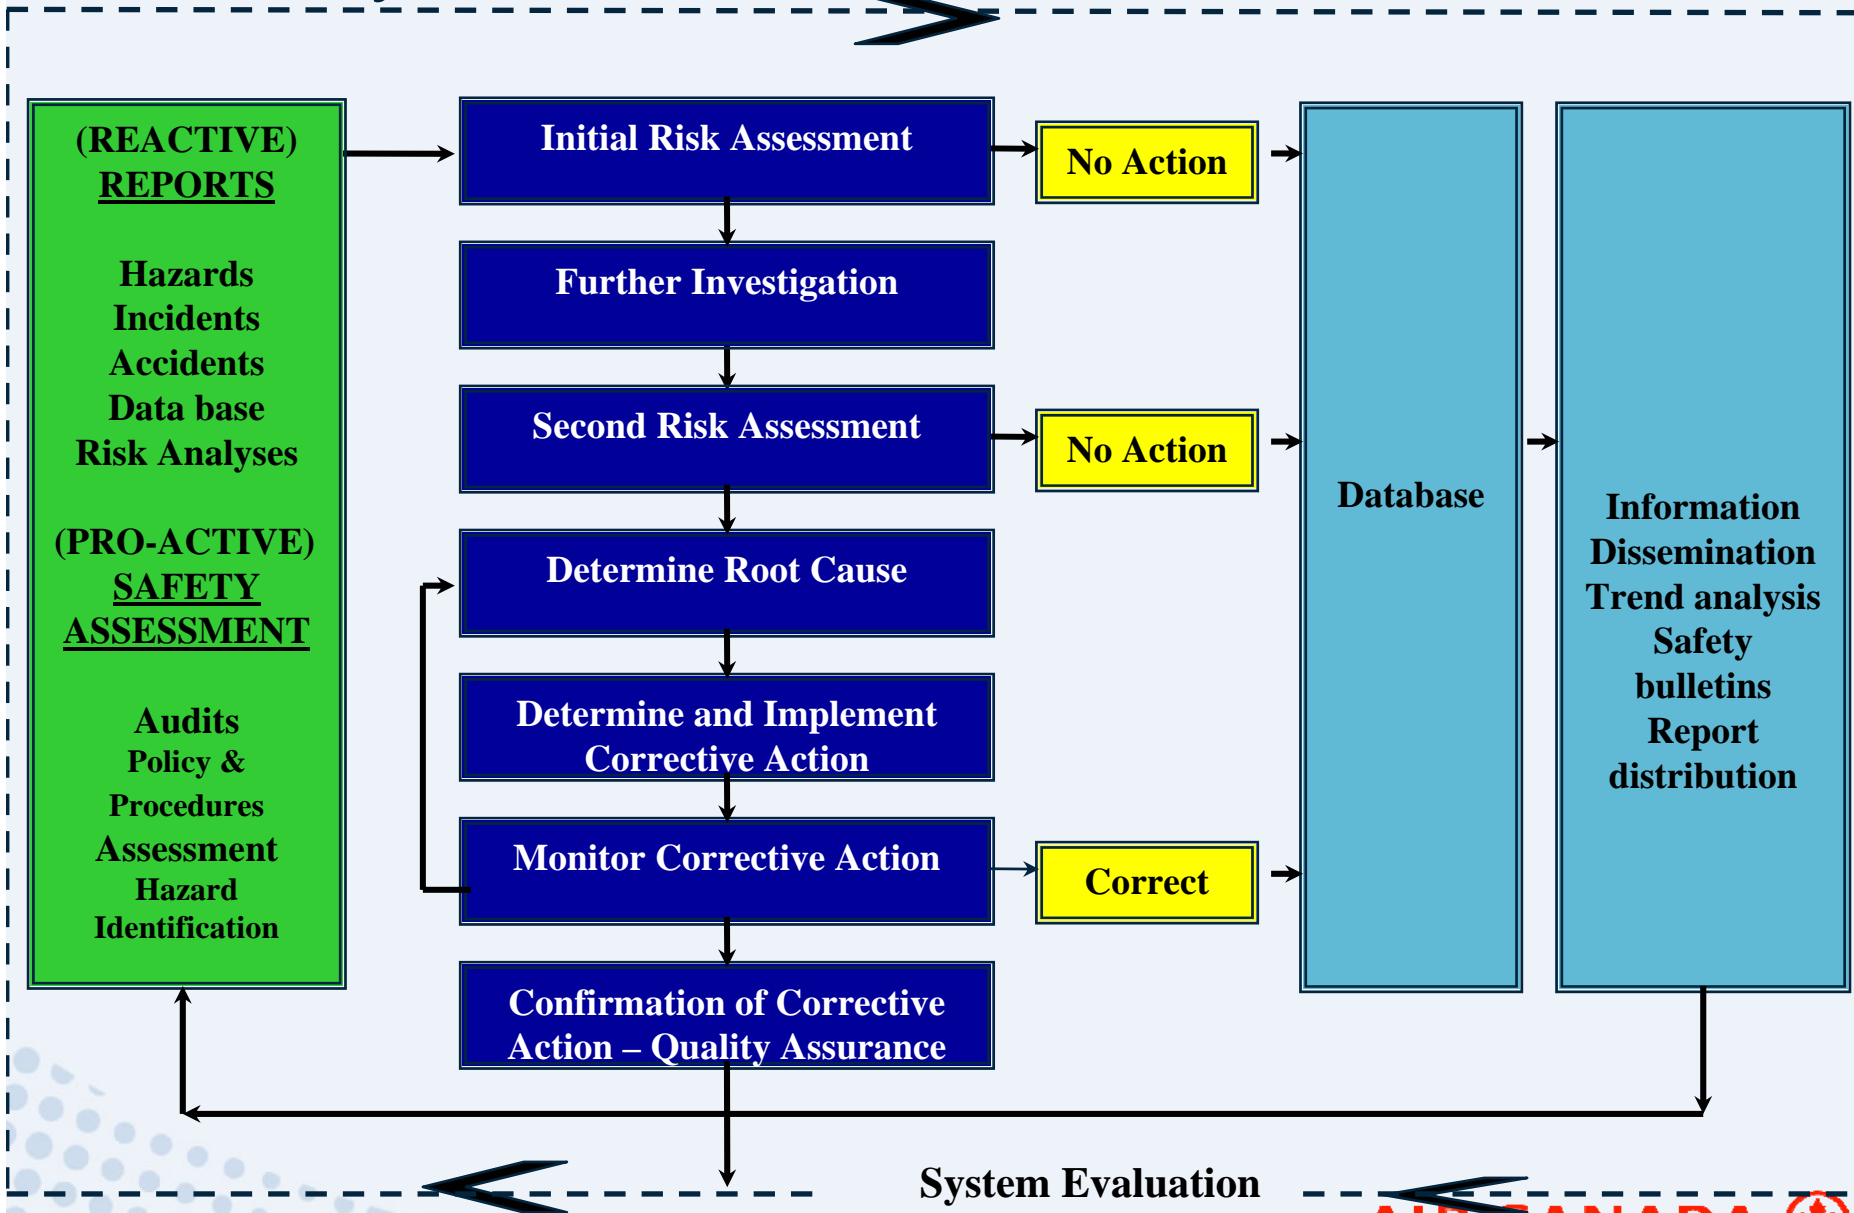 (REACTIVE)
REPORTS
Hazards
Incidents
Accidents
Data base
Risk Analyses
(PRO-ACTIVE)
SAFETY
ASSESSMENT
Audits
Policy &
Procedures
Assessment
Hazard
Identification
Initial Risk Assessment
Further Investigation
Second Risk Assessment
Determine Root Cause
Determine and Implement
Corrective Action
Monitor Corrective Action
Confirmation of Corrective
Action – Quality Assurance
No Action
No Action
Correct
Database
Information
Dissemination
Trend analysis
Safety
bulletins
Report
distribution
System Evaluation
AIR CANADA